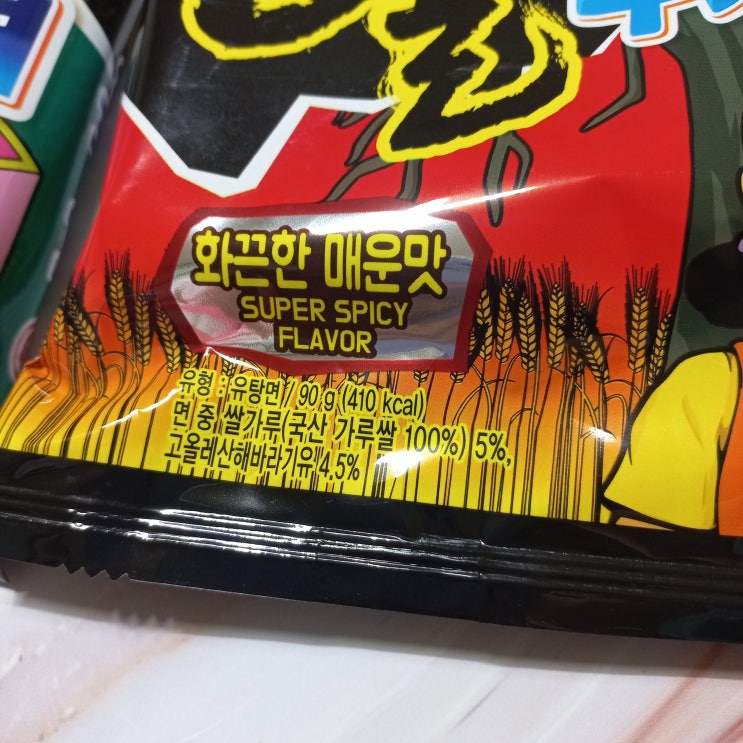 화끈한 매운맛
SUPER SPICY
FLAVOR
유형 : 유탕면 / 90 g (410 kcal)
면 중 쌀가류(국산 가루쌀 100%) 5%,
고올레산해바라기유 4.5%